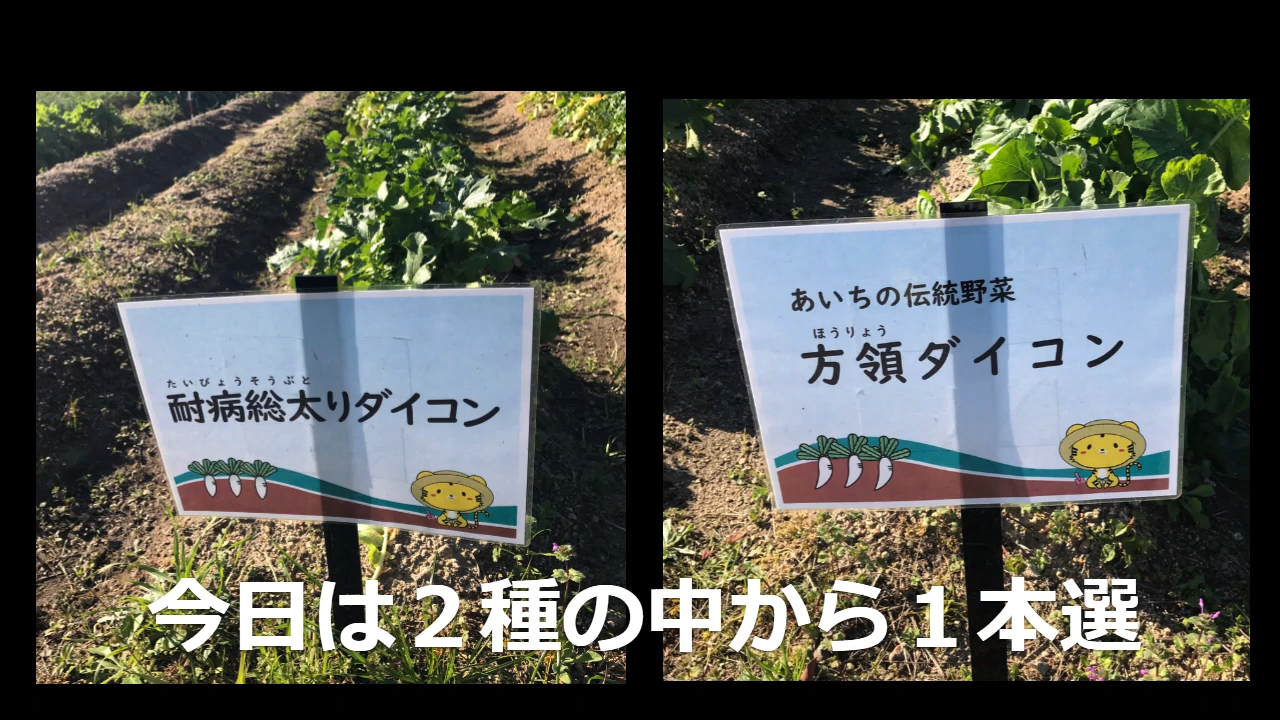 たいびょうそうぶと
耐病総太りダイコン
あいちの伝統野菜
ほうりょう
方領ダイコン
今日は２種の中から１本選